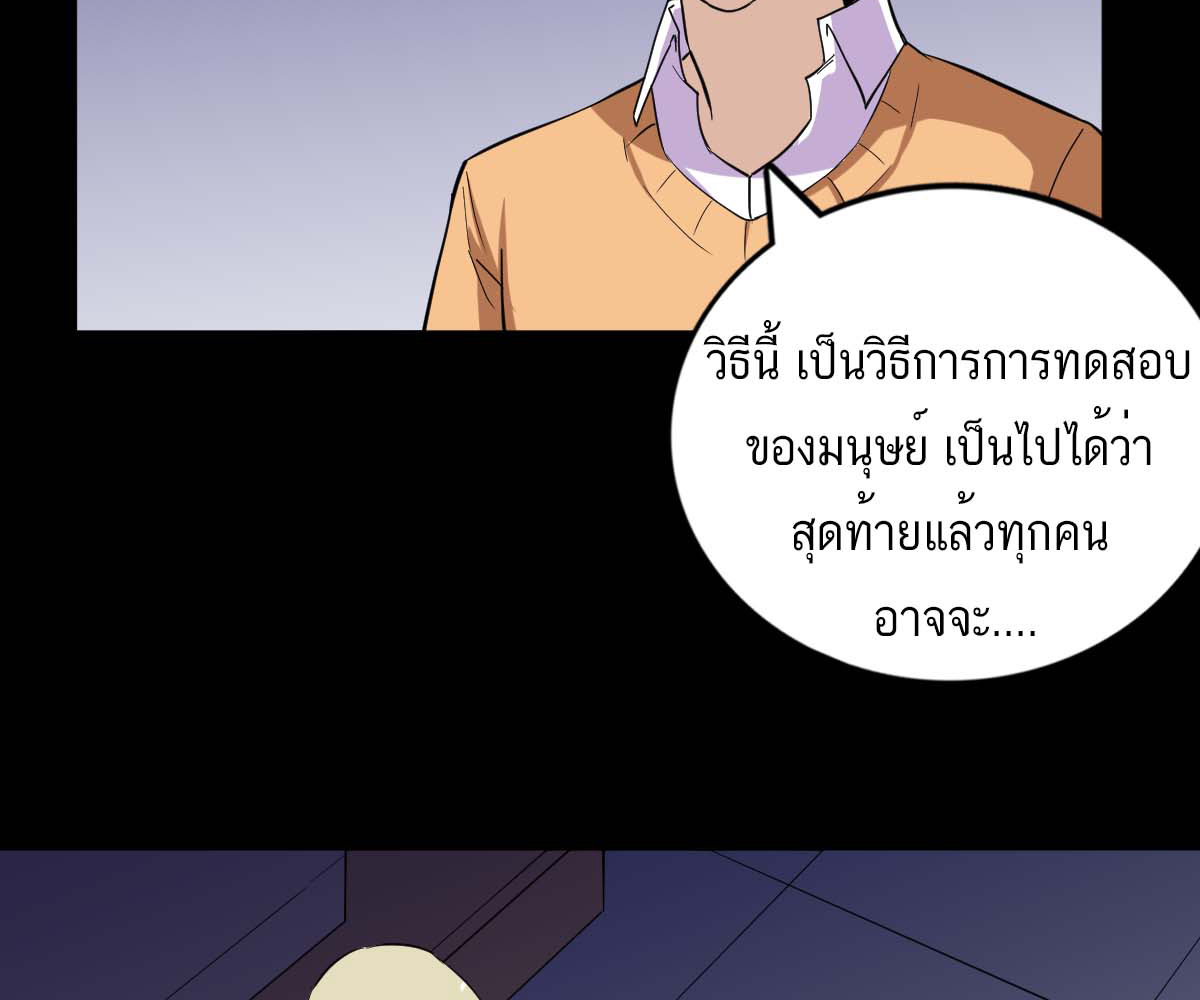 วิธีนี้ เป็นวิธีการการทดสอบ
ของมนุษย์ เป็นไปได้ว่า
สุดท้ายแล้วทุกคน
อาจจะ....